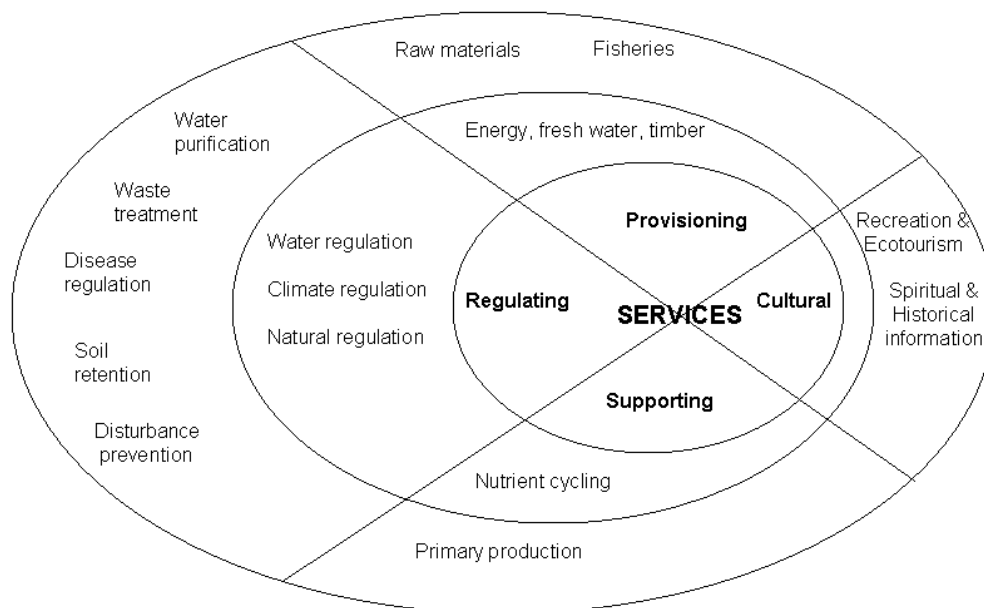 Raw materials
Fisheries
Water
purification
Energy, fresh water, timber
Waste
treatment
Provisioning
Recreation &
Ecotourism
Water regulation
Disease
regulation
Climate regulation
Regulating
SERVICES
Cultural
Spiritual &
Historical
information
Natural regulation
Soil
retention
Supporting
Disturbance
prevention
Nutrient cycling
Primary production